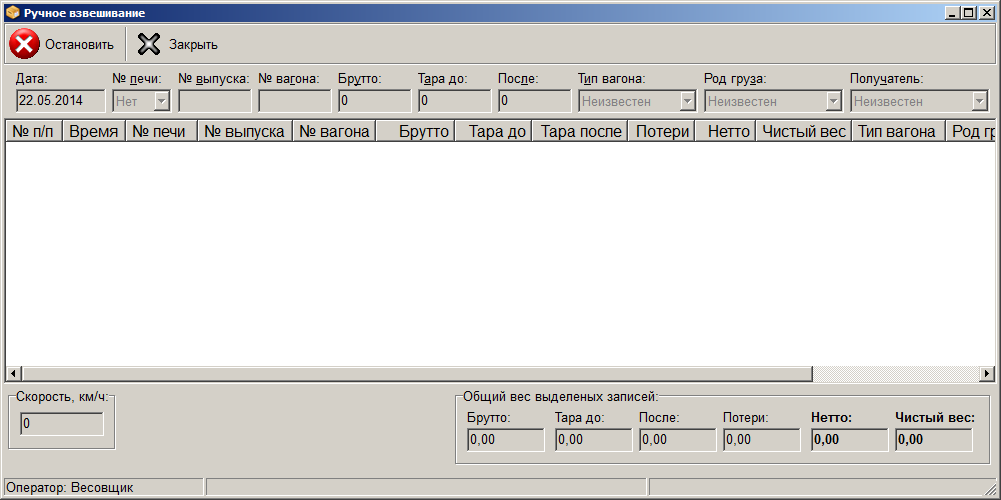 Ручное взвешивание
Остановить Закрыть
Дата: № печи: № выпуска: № вагона: Брутто: Тара до: После: Тип вагона: Род груза: Получатель:
22.05.2014 Нет 0 0 0 Неизвестен Неизвестен Неизвестен
№ п/п Время № печи № выпуска № вагона Брутто Тара до Тара после Потери Нетто Чистый вес Тип вагона Род гр
Скорость, км/ч: Общий вес выделеных записей:
Брутто: Тара до: После: Потери: Нетто: Чистый вес:
0 0,00 0,00 0,00 0,00 0,00 0,00
Оператор: Весовщик